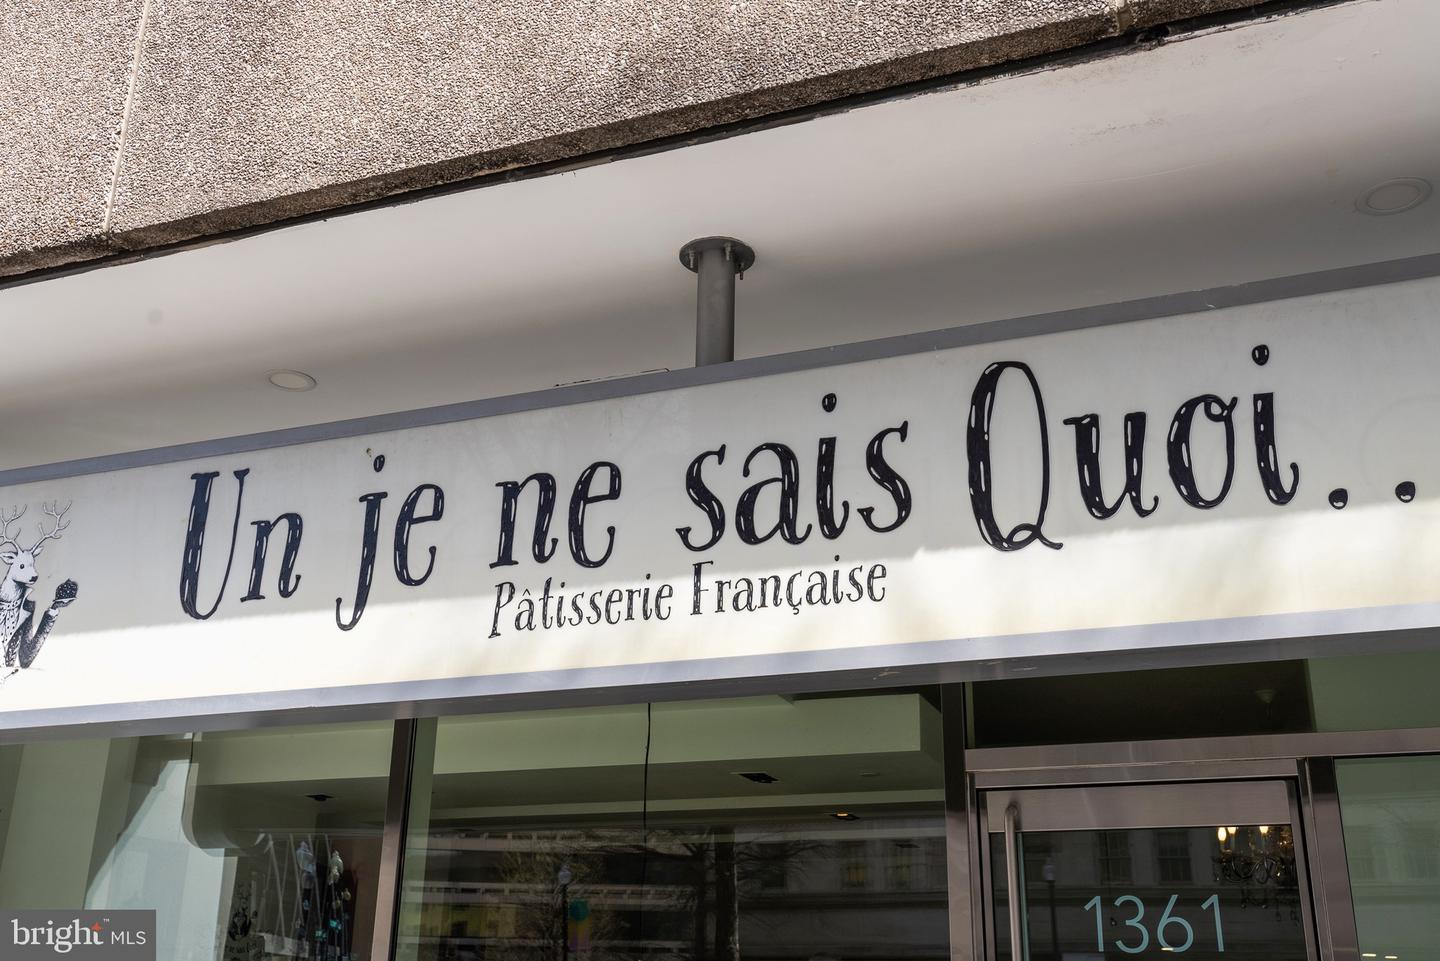 Un je ne sais Quoi..
Pâtisserie Française
1361
bright MLS